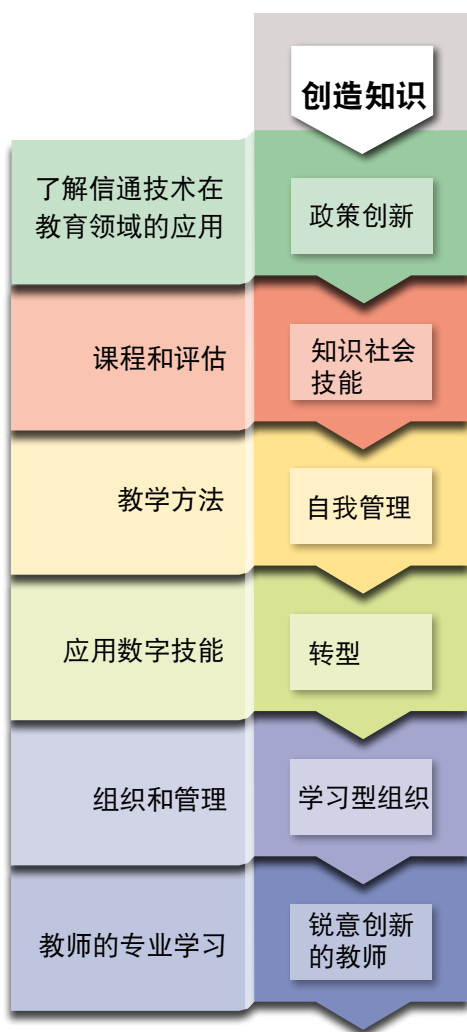 创造知识
了解信通技术在
教育领域的应用
政策创新
课程和评估
知识社会
技能
教学方法
自我管理
应用数字技能
转型
组织和管理
学习型组织
教师的专业学习
锐意创新
的教师